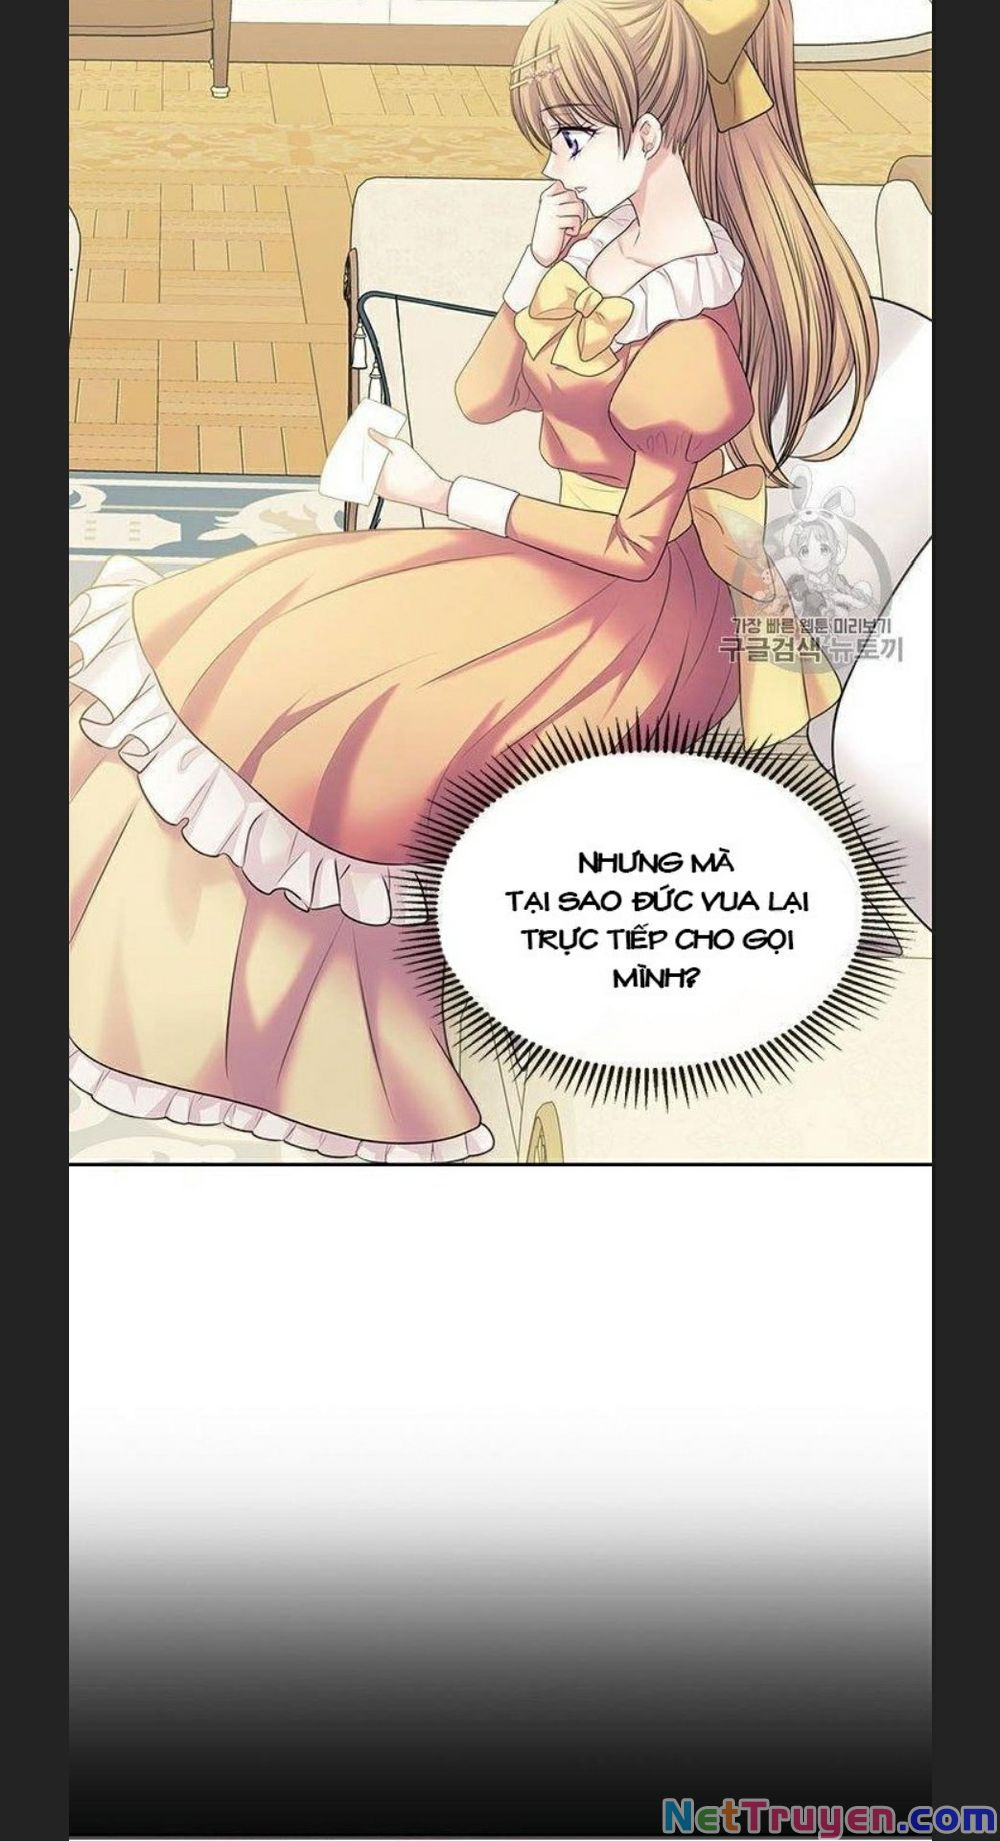 가장 빠른 웹툰 미리보기
구글검색 뉴토끼
NHƯNG MÀ
TẠI SAO ĐỨC VUA LẠI
TRỰC TIẾP CHO GỌI
MÌNH?
NetTruyen.com